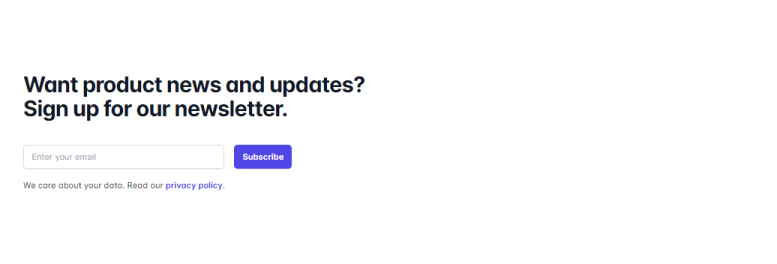 Want product news and updates?
Sign up for our newsletter.
Enter your email
Subscribe
We care about your data. Read our privacy policy.